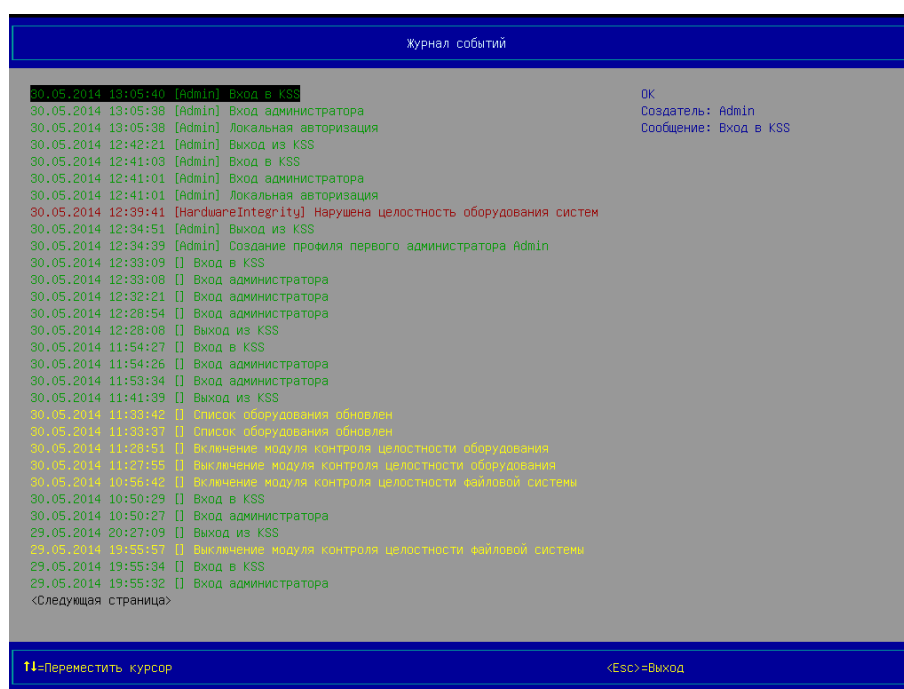 Журнал событий
30.05.2014 13:05:40 [Admin] Вход в KSS
OK
30.05.2014 13:05:38 [Admin] Вход администратора
Создатель: Admin
30.05.2014 13:05:38 [Admin] Локальная авторизация
Сообщение: Вход в KSS
30.05.2014 12:42:21 [Admin] Выход из KSS
30.05.2014 12:41:03 [Admin] Вход в KSS
30.05.2014 12:41:01 [Admin] Вход администратора
30.05.2014 12:41:01 [Admin] Локальная авторизация
30.05.2014 12:39:41 [HardwareIntegrity] Нарушена целостность оборудования систем
30.05.2014 12:34:51 [Admin] Выход из KSS
30.05.2014 12:34:39 [Admin] Создание профиля первого администратора Admin
30.05.2014 12:33:09 [] Вход в KSS
30.05.2014 12:33:08 [] Вход администратора
30.05.2014 12:32:21 [] Вход администратора
30.05.2014 12:28:54 [] Вход администратора
30.05.2014 12:28:08 [] Выход из KSS
30.05.2014 11:54:27 [] Вход в KSS
30.05.2014 11:54:26 [] Вход администратора
30.05.2014 11:53:34 [] Вход администратора
30.05.2014 11:41:39 [] Выход из KSS
30.05.2014 11:33:42 [] Список оборудования обновлен
30.05.2014 11:33:37 [] Список оборудования обновлен
30.05.2014 11:28:51 [] Включение модуля контроля целостности оборудования
30.05.2014 11:27:55 [] Выключение модуля контроля целостности оборудования
30.05.2014 10:56:42 [] Включение модуля контроля целостности файловой системы
30.05.2014 10:50:29 [] Вход в KSS
30.05.2014 10:50:27 [] Вход администратора
29.05.2014 20:27:09 [] Выход из KSS
29.05.2014 19:55:57 [] Выключение модуля контроля целостности файловой системы
29.05.2014 19:55:34 [] Вход в KSS
29.05.2014 19:55:32 [] Вход администратора
<Следующая страница>
↑↓=Переместить курсор
<Esc>=Выход